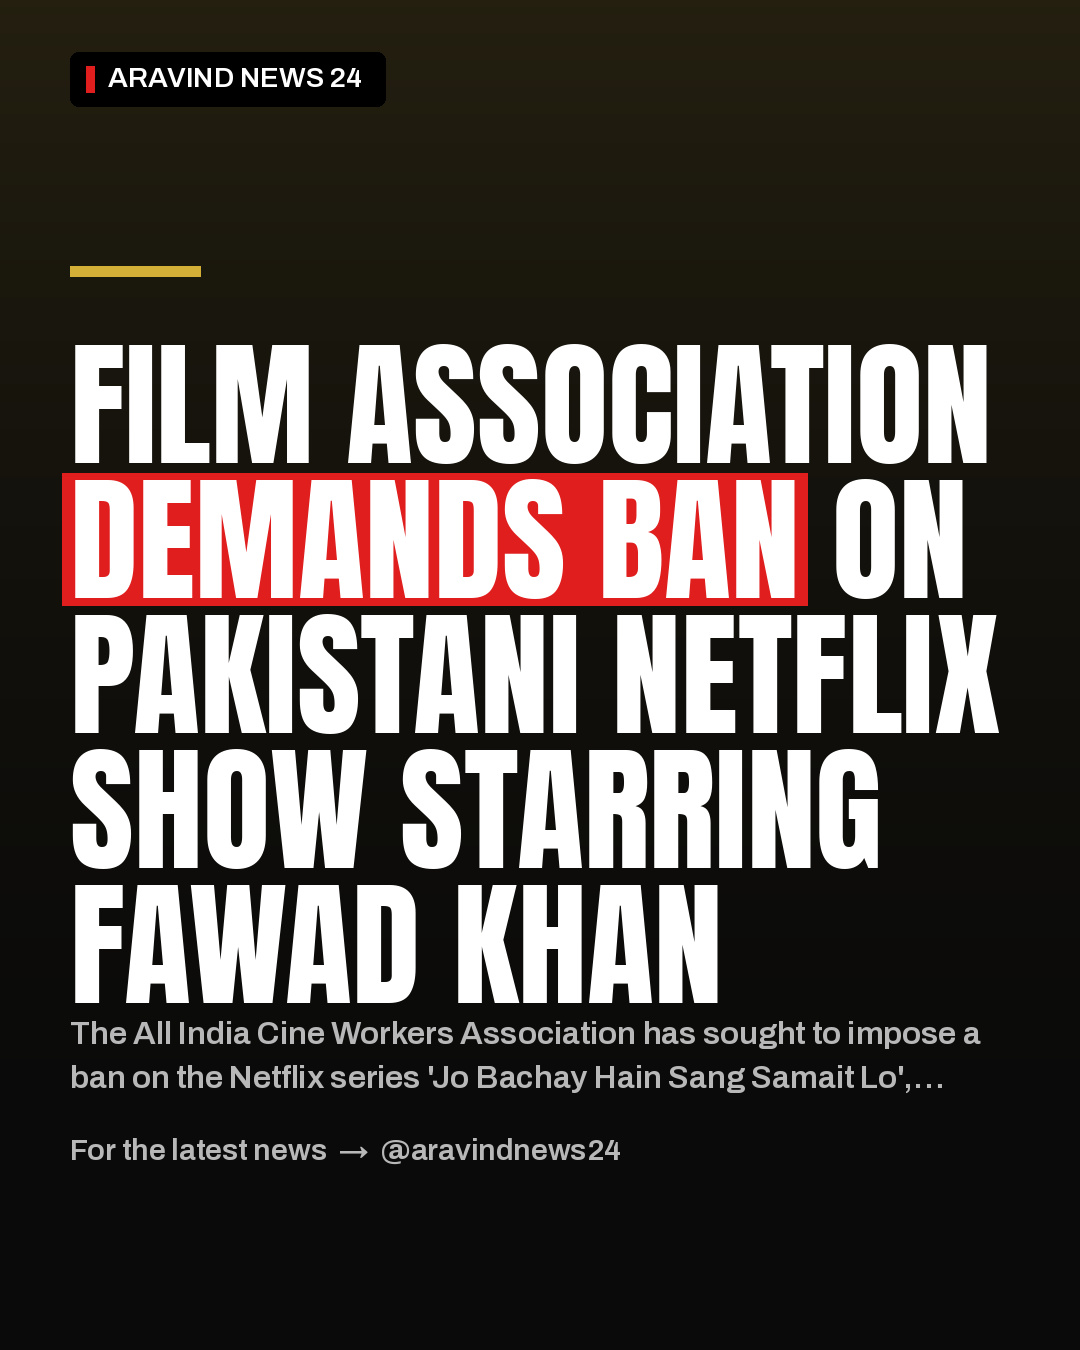 ARAVIND NEWS 24
FILM ASSOCIATION
DEMANDS BAN ON
PAKISTANI NETFLIX
SHOW STARRING
FAWAD KHAN
The All India Cine Workers Association has sought to impose a
ban on the Netflix series 'Jo Bachay Hain Sang Samait Lo',...
For the latest news → @aravindnews24